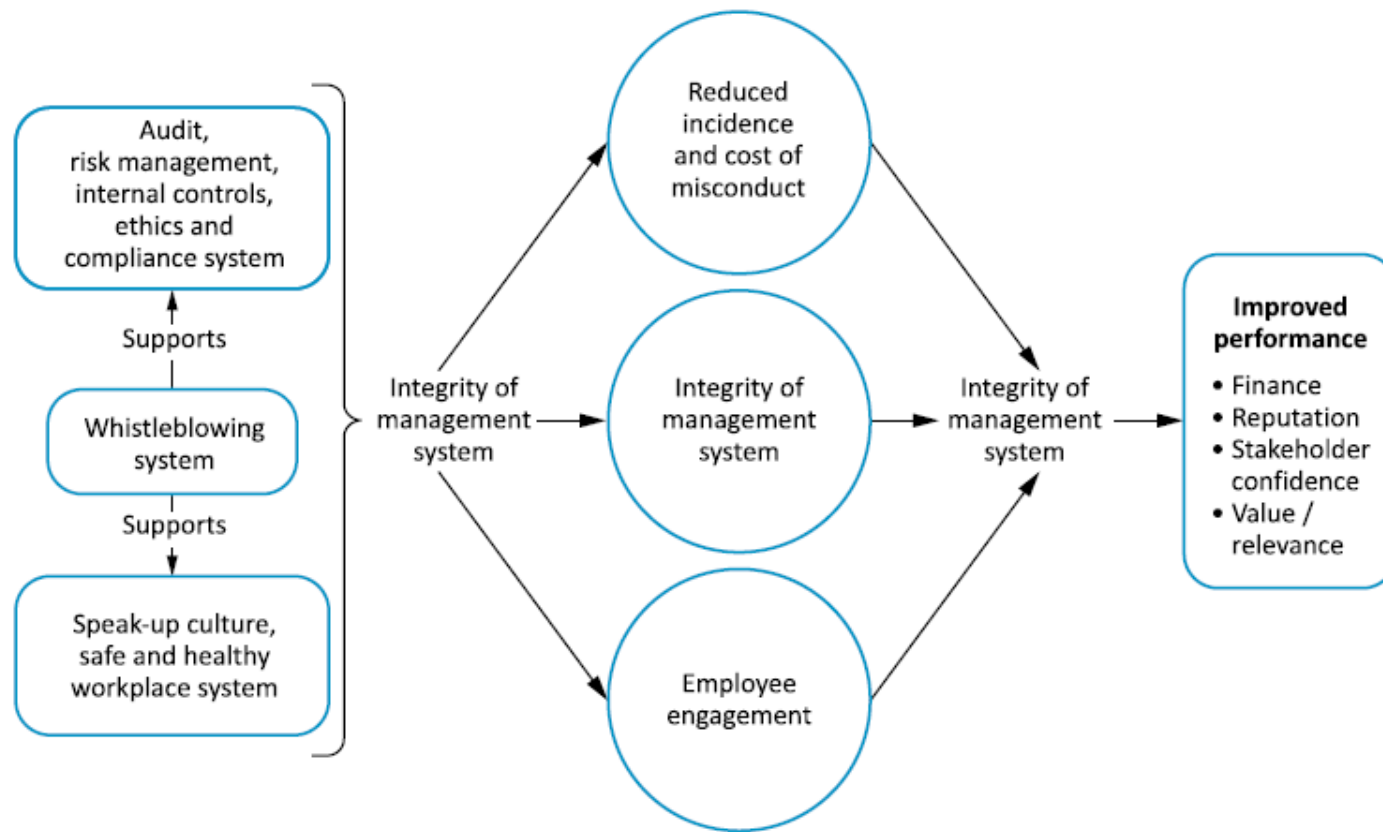 Audit,
risk management,
internal controls,
ethics and
compliance system
Supports
Whistleblowing
system
Supports
Speak-up culture,
safe and healthy
workplace system
Integrity of
management
system
Reduced
incidence
and cost of
misconduct
Integrity of
management
system
Employee
engagement
Integrity of
management
system
Improved
performance
• Finance
• Reputation
• Stakeholder
confidence
• Value /
relevance